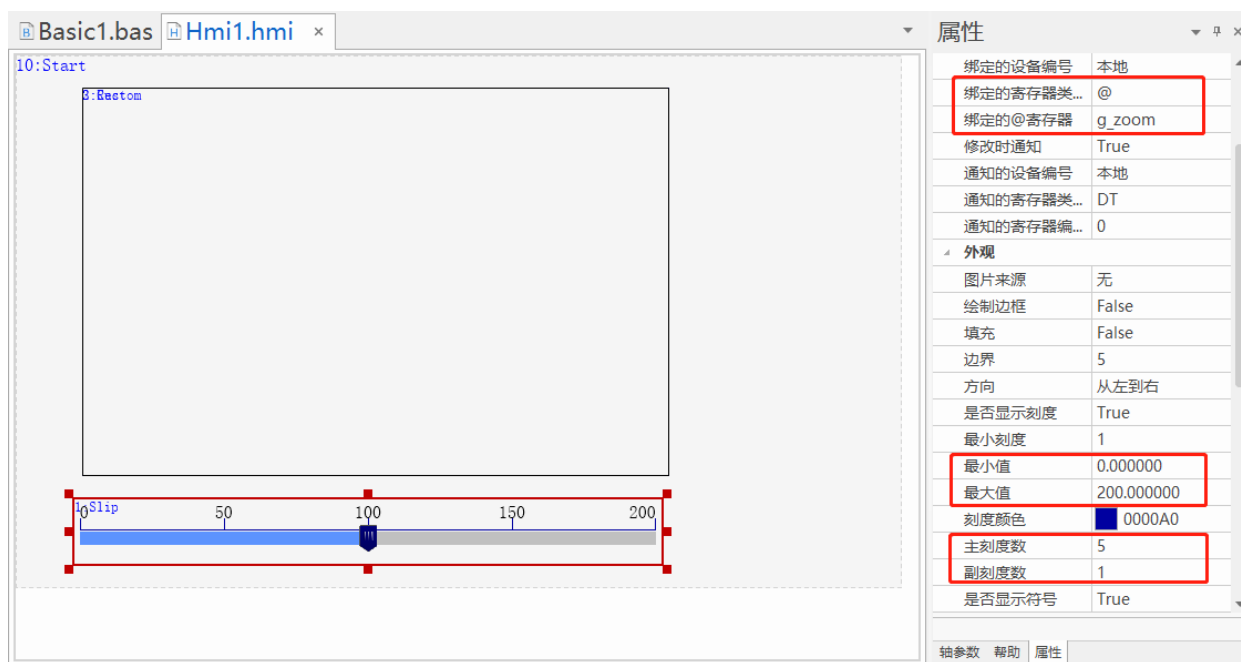 Basic1.bas Hmi1.hmi ×
10:Start
1:Slip
0 50 100 150 200
属性
绑定的设备编号 本地
绑定的寄存器类... @
绑定的@寄存器 g_zoom
修改时通知 True
通知的设备编号 本地
通知的寄存器类... DT
通知的寄存器编... 0
外观
图片来源 无
绘制边框 False
填充 False
边界 5
方向 从左到右
是否显示刻度 True
最小刻度 1
最小值 0.000000
最大值 200.000000
刻度颜色 0000A0
主刻度数 5
副刻度数 1
是否显示符号 True
轴参数 帮助 属性